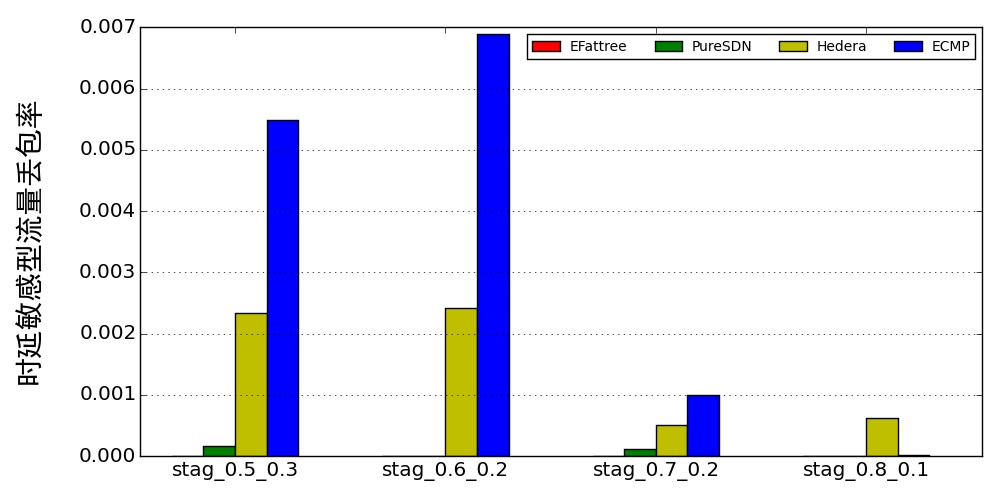 时延敏感型流量丢包率
0.007
0.006
0.005
0.004
0.003
0.002
0.001
0.000
EFattree PureSDN Hedera ECMP
stag_0.5_0.3 stag_0.6_0.2 stag_0.7_0.2 stag_0.8_0.1